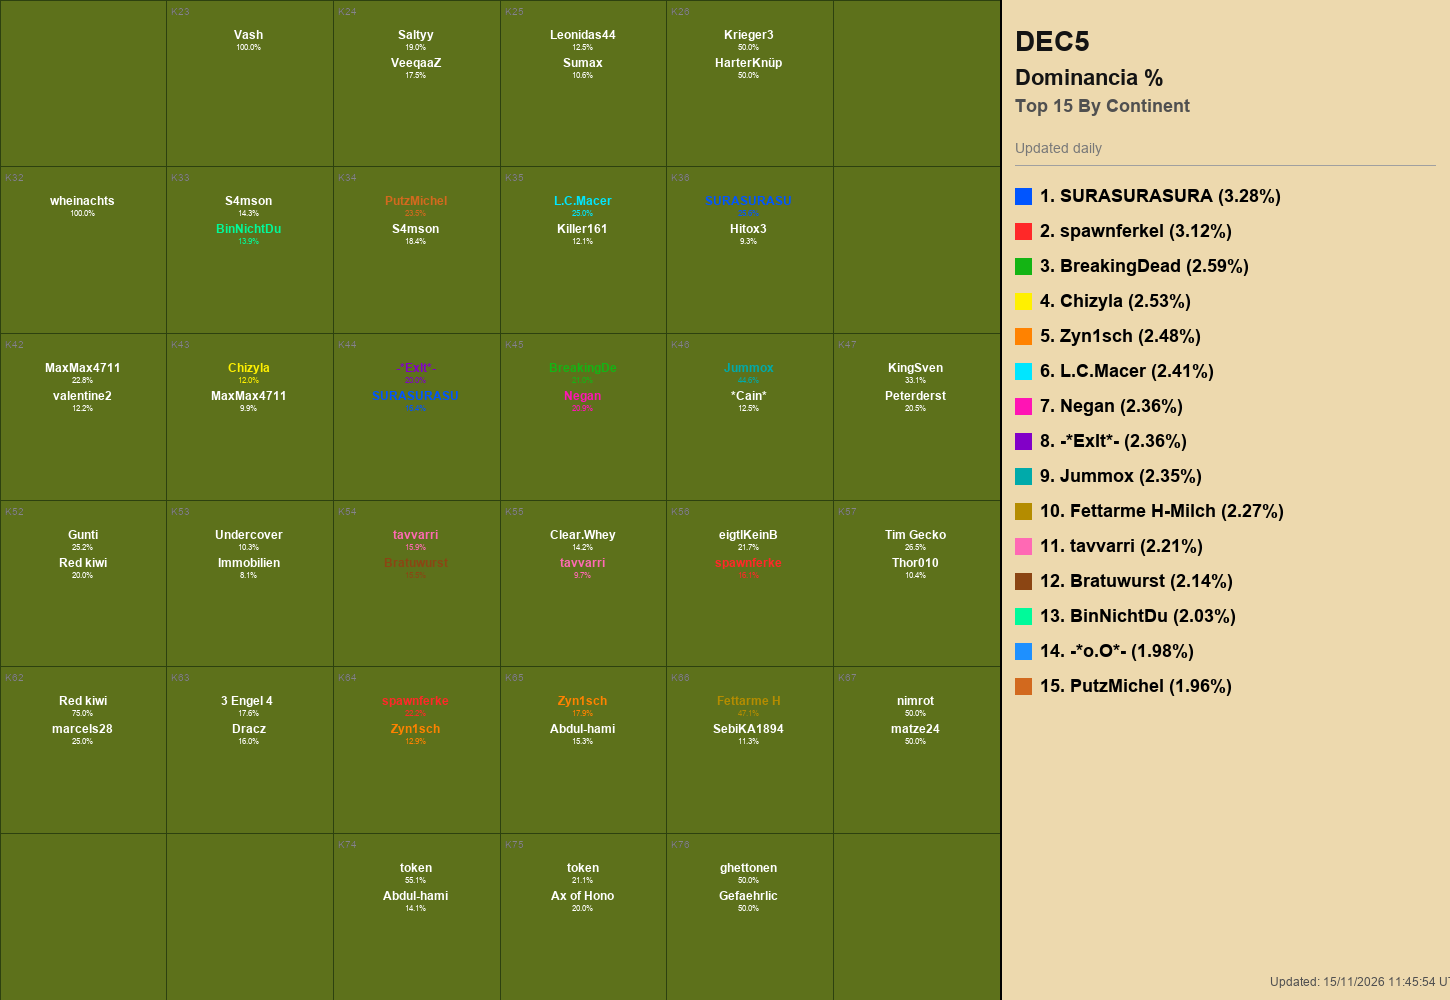 K23
Vash
100.0%
K24
Saltyy
19.0%
VeeqaaZ
17.5%
K25
Leonidas44
12.5%
Sumax
10.6%
K26
Krieger3
50.0%
HarterKnüp
50.0%
K32
wheinachts
100.0%
K33
S4mson
14.3%
BinNichtDu
13.9%
K34
PutzMichel
23.5%
S4mson
18.4%
K35
L.C.Macer
25.0%
Killer161
12.1%
K36
SURASURASU
Hitox3
9.3%
K42
MaxMax4711
22.8%
valentine2
12.2%
K43
Chizyla
12.0%
MaxMax4711
9.9%
K44
-*ExIt*-
20.0%
SURASURASU
K45
BreakingDe
Negan
K46
Jummox
*Cain*
12.5%
K47
KingSven
33.1%
Peterderst
20.5%
K52
Gunti
25.2%
Red kiwi
20.0%
K53
Undercover
10.3%
Immobilien
8.1%
K54
tavvarri
15.9%
Bratuwurst
K55
Clear.Whey
14.2%
tavvarri
9.7%
K56
eigtlKeinB
21.7%
spawnferke
K57
Tim Gecko
26.5%
Thor010
10.4%
K62
Red kiwi
75.0%
marcels28
25.0%
K63
3 Engel 4
17.6%
Dracz
16.0%
K64
spawnferke
Zyn1sch
12.9%
K65
Zyn1sch
17.9%
Abdul-hami
15.3%
K66
Fettarme H
47.1%
SebiKA1894
11.3%
K67
nimrot
50.0%
matze24
50.0%
K74
token
55.1%
Abdul-hami
14.1%
K75
token
21.1%
Ax of Hono
20.0%
K76
ghettonen
50.0%
Gefaehrlic
50.0%
DEC5
Dominancia %
Top 15 By Continent
Updated daily
1. SURASURASURA (3.28%)
2. spawnferkel (3.12%)
3. BreakingDead (2.59%)
4. Chizyla (2.53%)
5. Zyn1sch (2.48%)
6. L.C.Macer (2.41%)
7. Negan (2.36%)
8. -*ExIt*- (2.36%)
9. Jummox (2.35%)
10. Fettarme H-Milch (2.27%)
11. tavvarri (2.21%)
12. Bratuwurst (2.14%)
13. BinNichtDu (2.03%)
14. -*o.O*- (1.98%)
15. PutzMichel (1.96%)
Updated: 15/11/2026 11:45:54